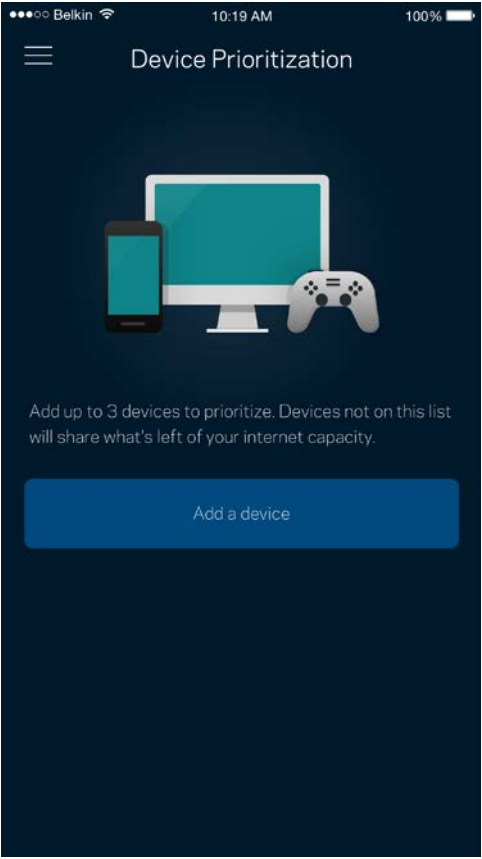 Belkin 10:19 AM 100%
Device Prioritization
Add up to 3 devices to prioritize. Devices not on this list
will share what's left of your internet capacity.
Add a device